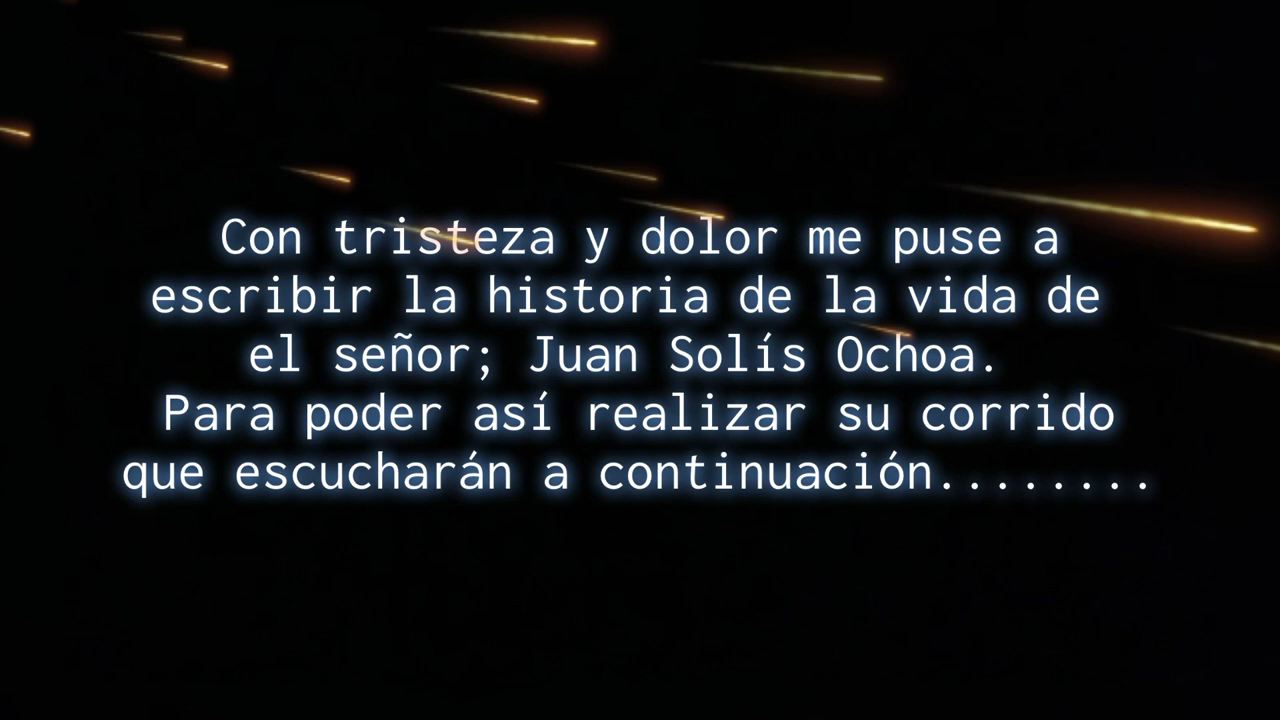 Con tristeza y dolor me puse a
escribir la historia de la vida de
el señor; Juan Solís Ochoa.
Para poder así realizar su corrido
que escucharán a continuación........